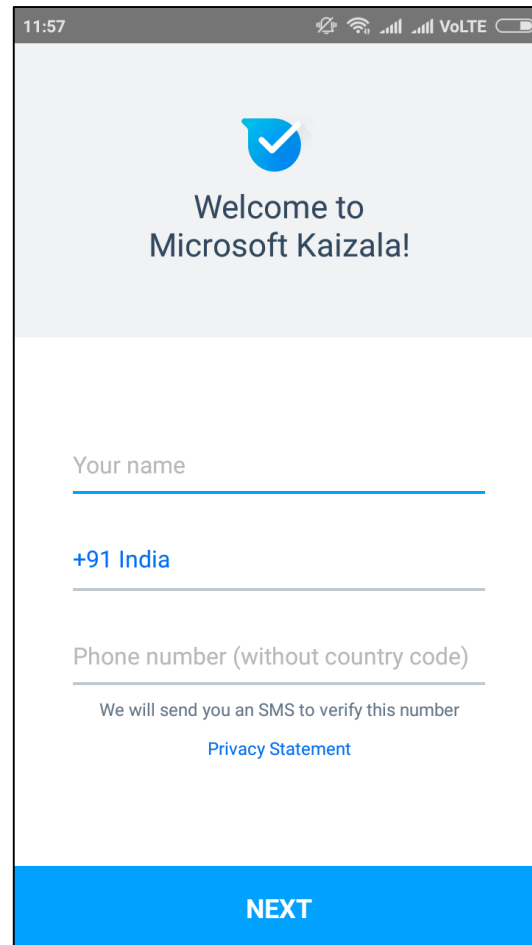 11:57 VoLTE
Welcome to
Microsoft Kaizala!
Your name
+91 India
Phone number (without country code)
We will send you an SMS to verify this number
Privacy Statement
NEXT